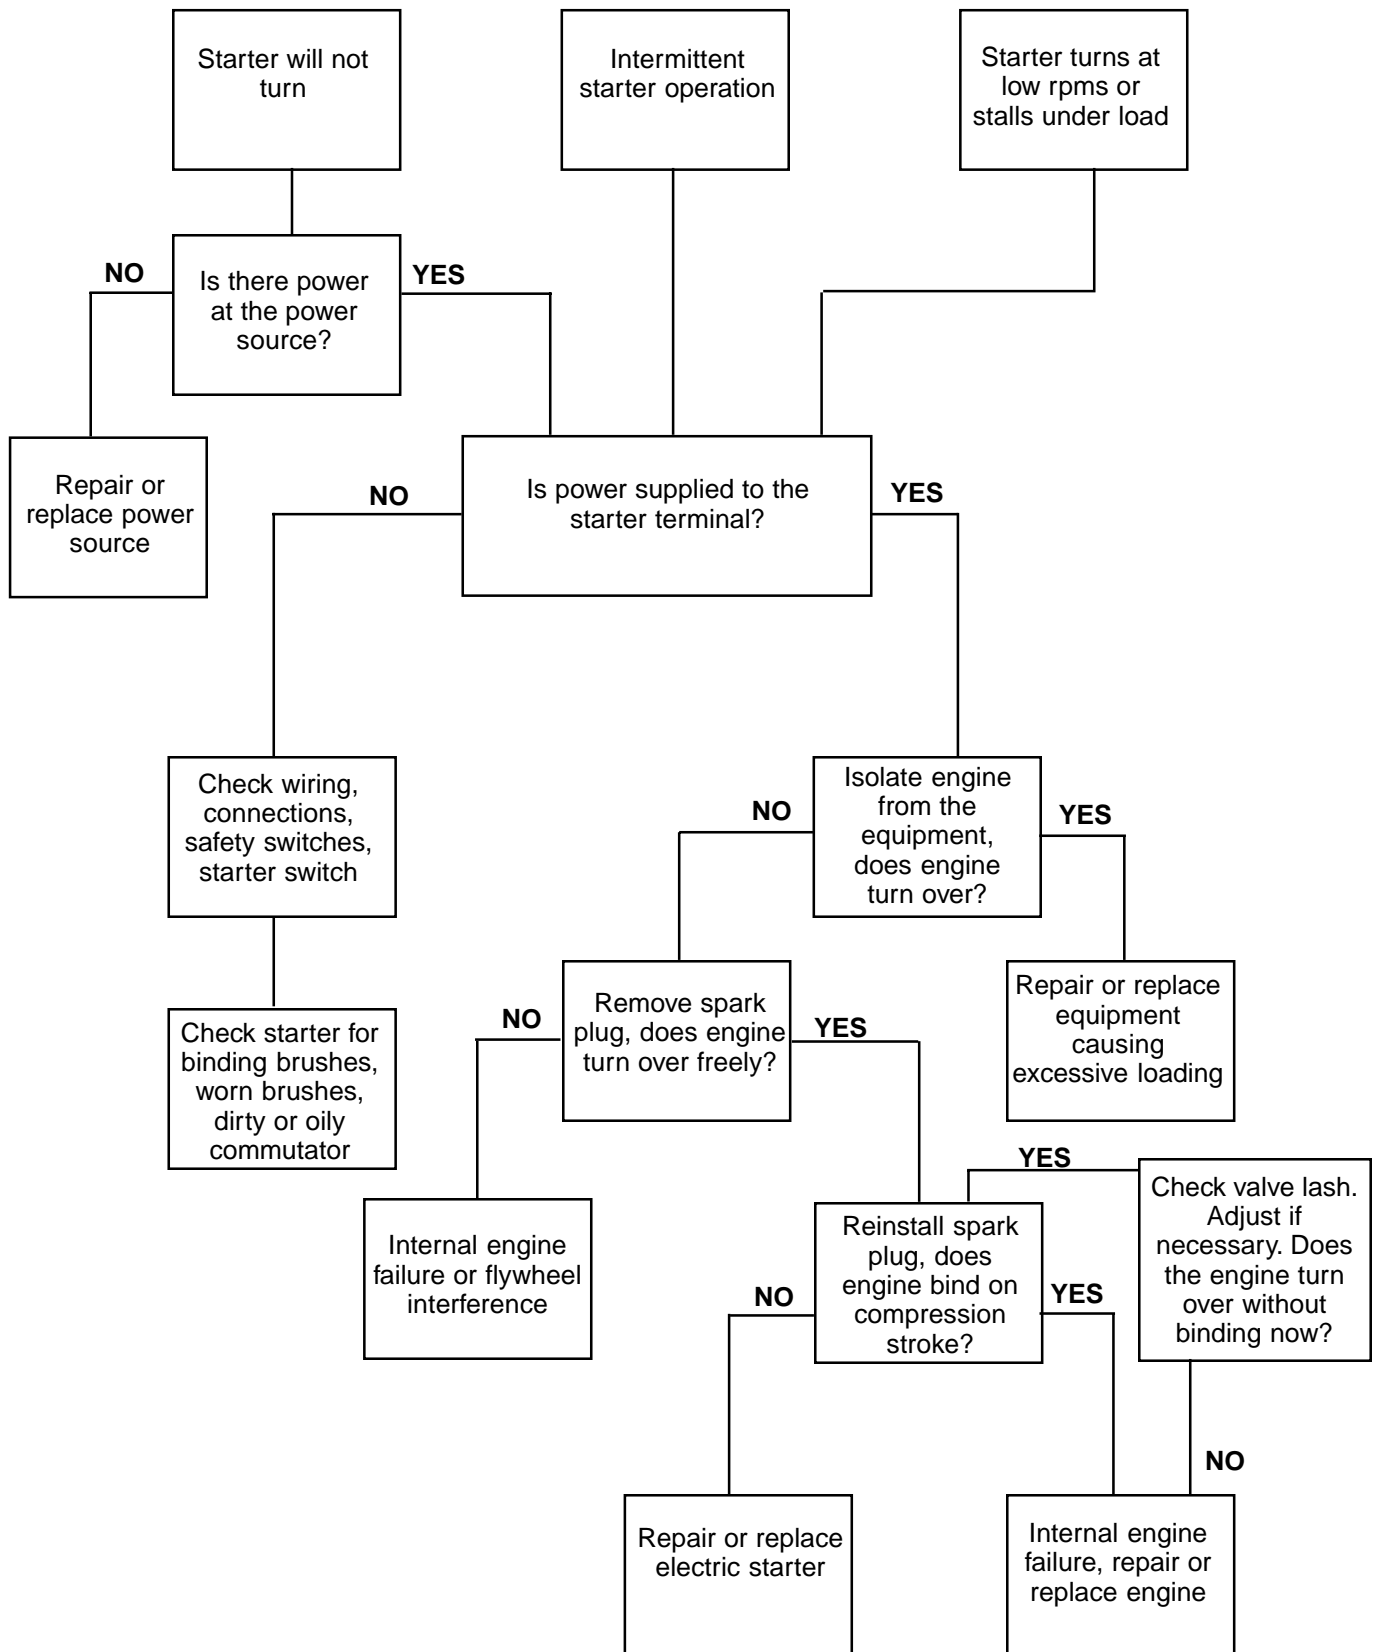 Starter will not
turn
Intermittent
starter operation
Starter turns at
low rpms or
stalls under load
NO
Is there power
at the power
source?
YES
Repair or
replace power
source
NO
Is power supplied to the
starter terminal?
YES
Check wiring,
connections,
safety switches,
starter switch
NO
Isolate engine
from the
equipment,
does engine
turn over?
YES
Check starter for
binding brushes,
worn brushes,
dirty or oily
commutator
NO
Remove spark
plug, does engine
turn over freely?
YES
Repair or replace
equipment
causing
excessive loading
Internal engine
failure or flywheel
interference
NO
Reinstall spark
plug, does
engine bind on
compression
stroke?
YES
YES
Check valve lash.
Adjust if
necessary. Does
the engine turn
over without
binding now?
NO
Repair or replace
electric starter
Internal engine
failure, repair or
replace engine